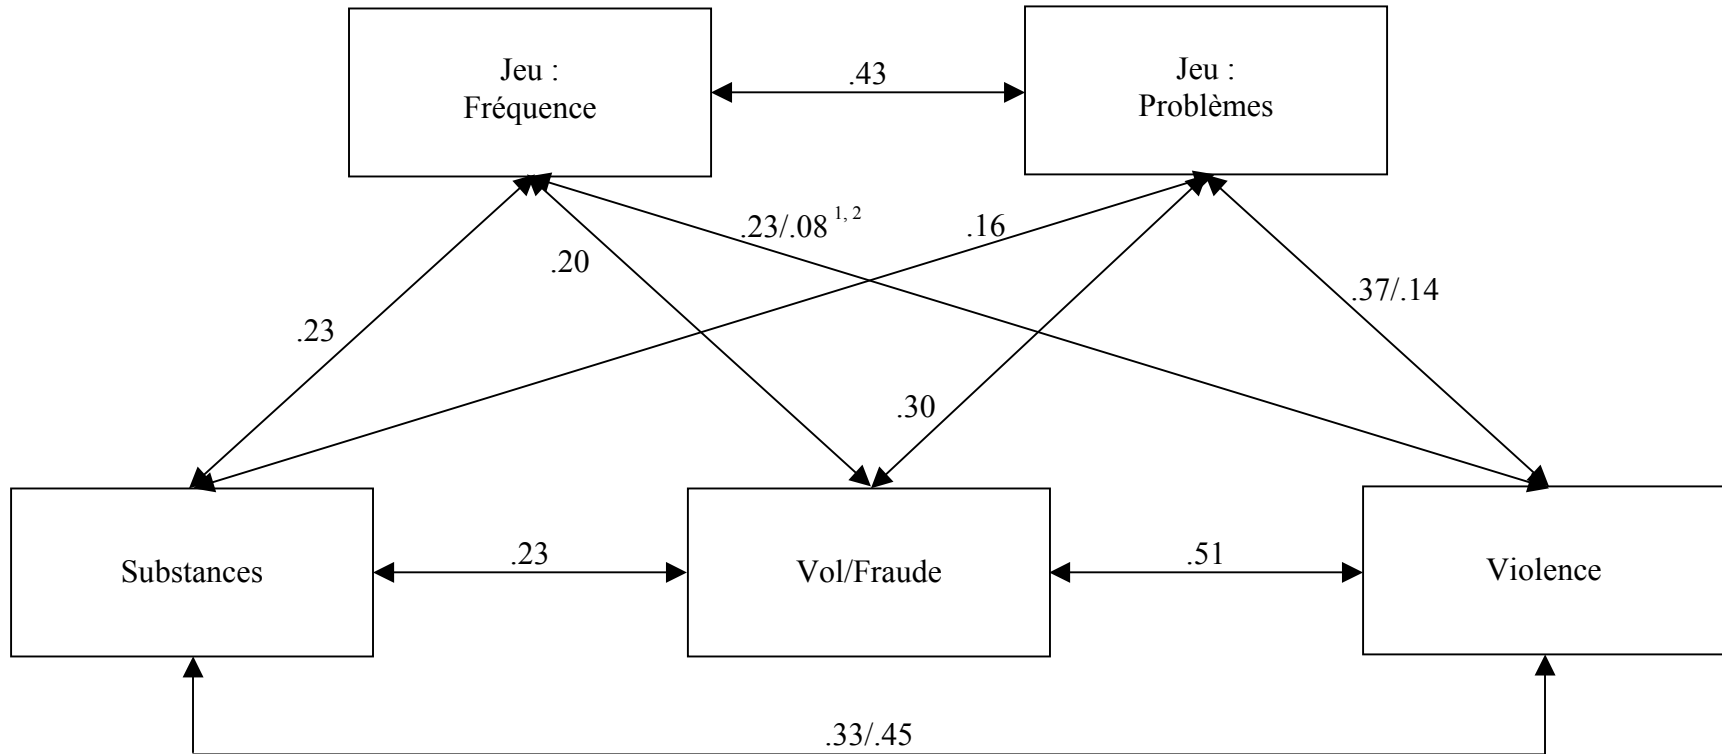 Jeu :
Fréquence
.43
Jeu :
Problèmes
.23/.08 1, 2
.16
.20
.37/.14
.23
.30
Substances
.23
Vol/Fraude
.51
Violence
.33/.45